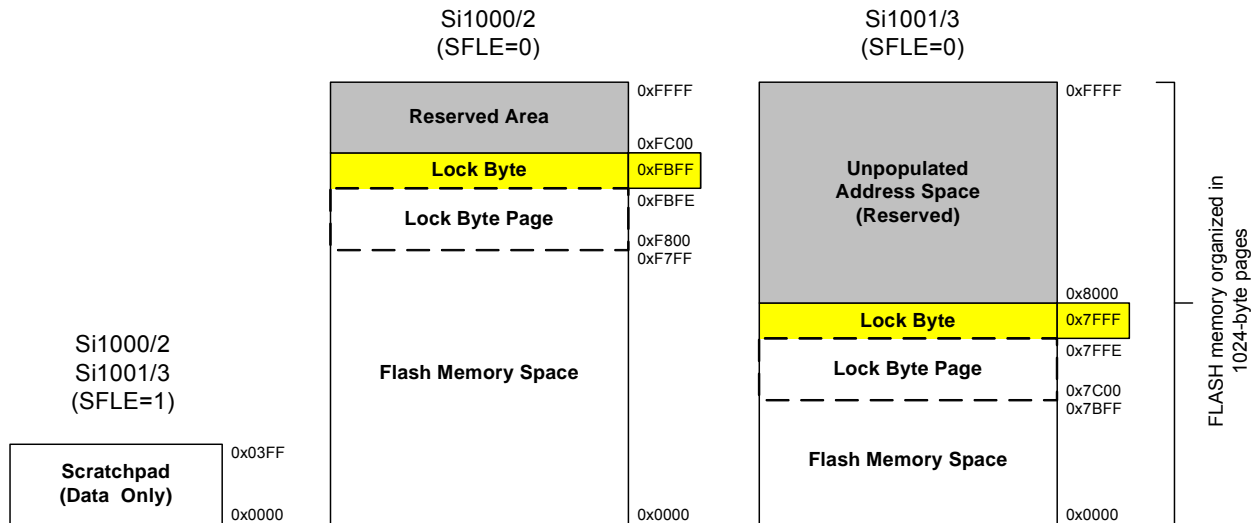 Si1000/2
(SFLE=0)
0xFFFF
Reserved Area
0xFC00
Lock Byte
0xFBFF
0xFBFE
Lock Byte Page
0xF800
0xF7FF
Flash Memory Space
0x0000
Si1001/3
(SFLE=0)
0xFFFF
Unpopulated
Address Space
(Reserved)
0x8000
Lock Byte
0x7FFF
0x7FFE
Lock Byte Page
0x7C00
0x7BFF
Flash Memory Space
0x0000
FLASH memory organized in
1024-byte pages
Si1000/2
Si1001/3
(SFLE=1)
0x03FF
Scratchpad
(Data Only)
0x0000